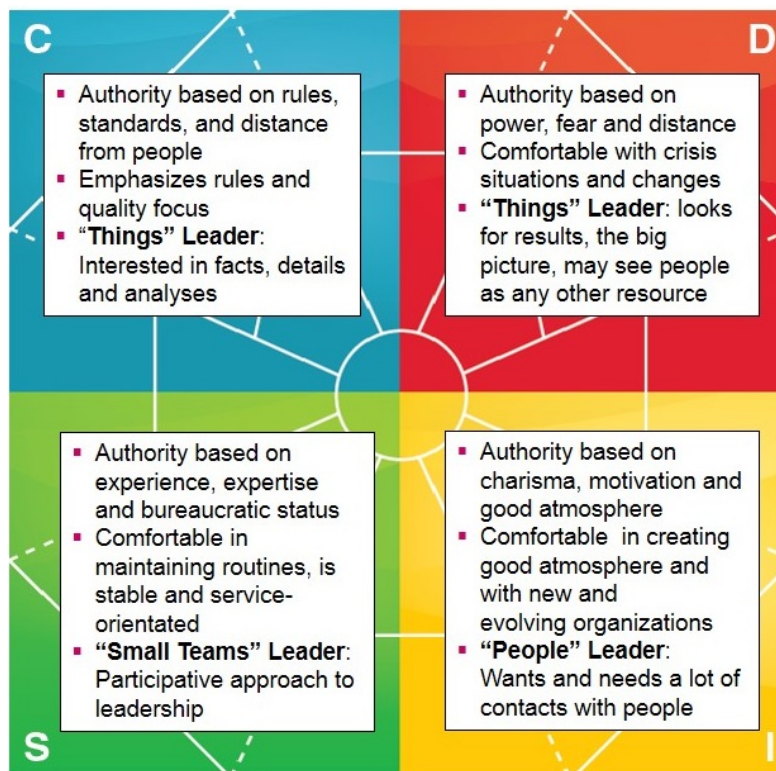 C
▪ Authority based on rules,
standards, and distance
from people
▪ Emphasizes rules and
quality focus
▪ “Things” Leader:
Interested in facts, details
and analyses
D
▪ Authority based on
power, fear and distance
▪ Comfortable with crisis
situations and changes
▪ “Things” Leader: looks
for results, the big
picture, may see people
as any other resource
▪ Authority based on
experience, expertise
and bureaucratic status
▪ Comfortable in
maintaining routines, is
stable and service-
orientated
▪ “Small Teams” Leader:
Participative approach to
leadership
S
▪ Authority based on
charisma, motivation and
good atmosphere
▪ Comfortable in creating
good atmosphere and
with new and
evolving organizations
▪ “People” Leader:
Wants and needs a lot of
contacts with people
I